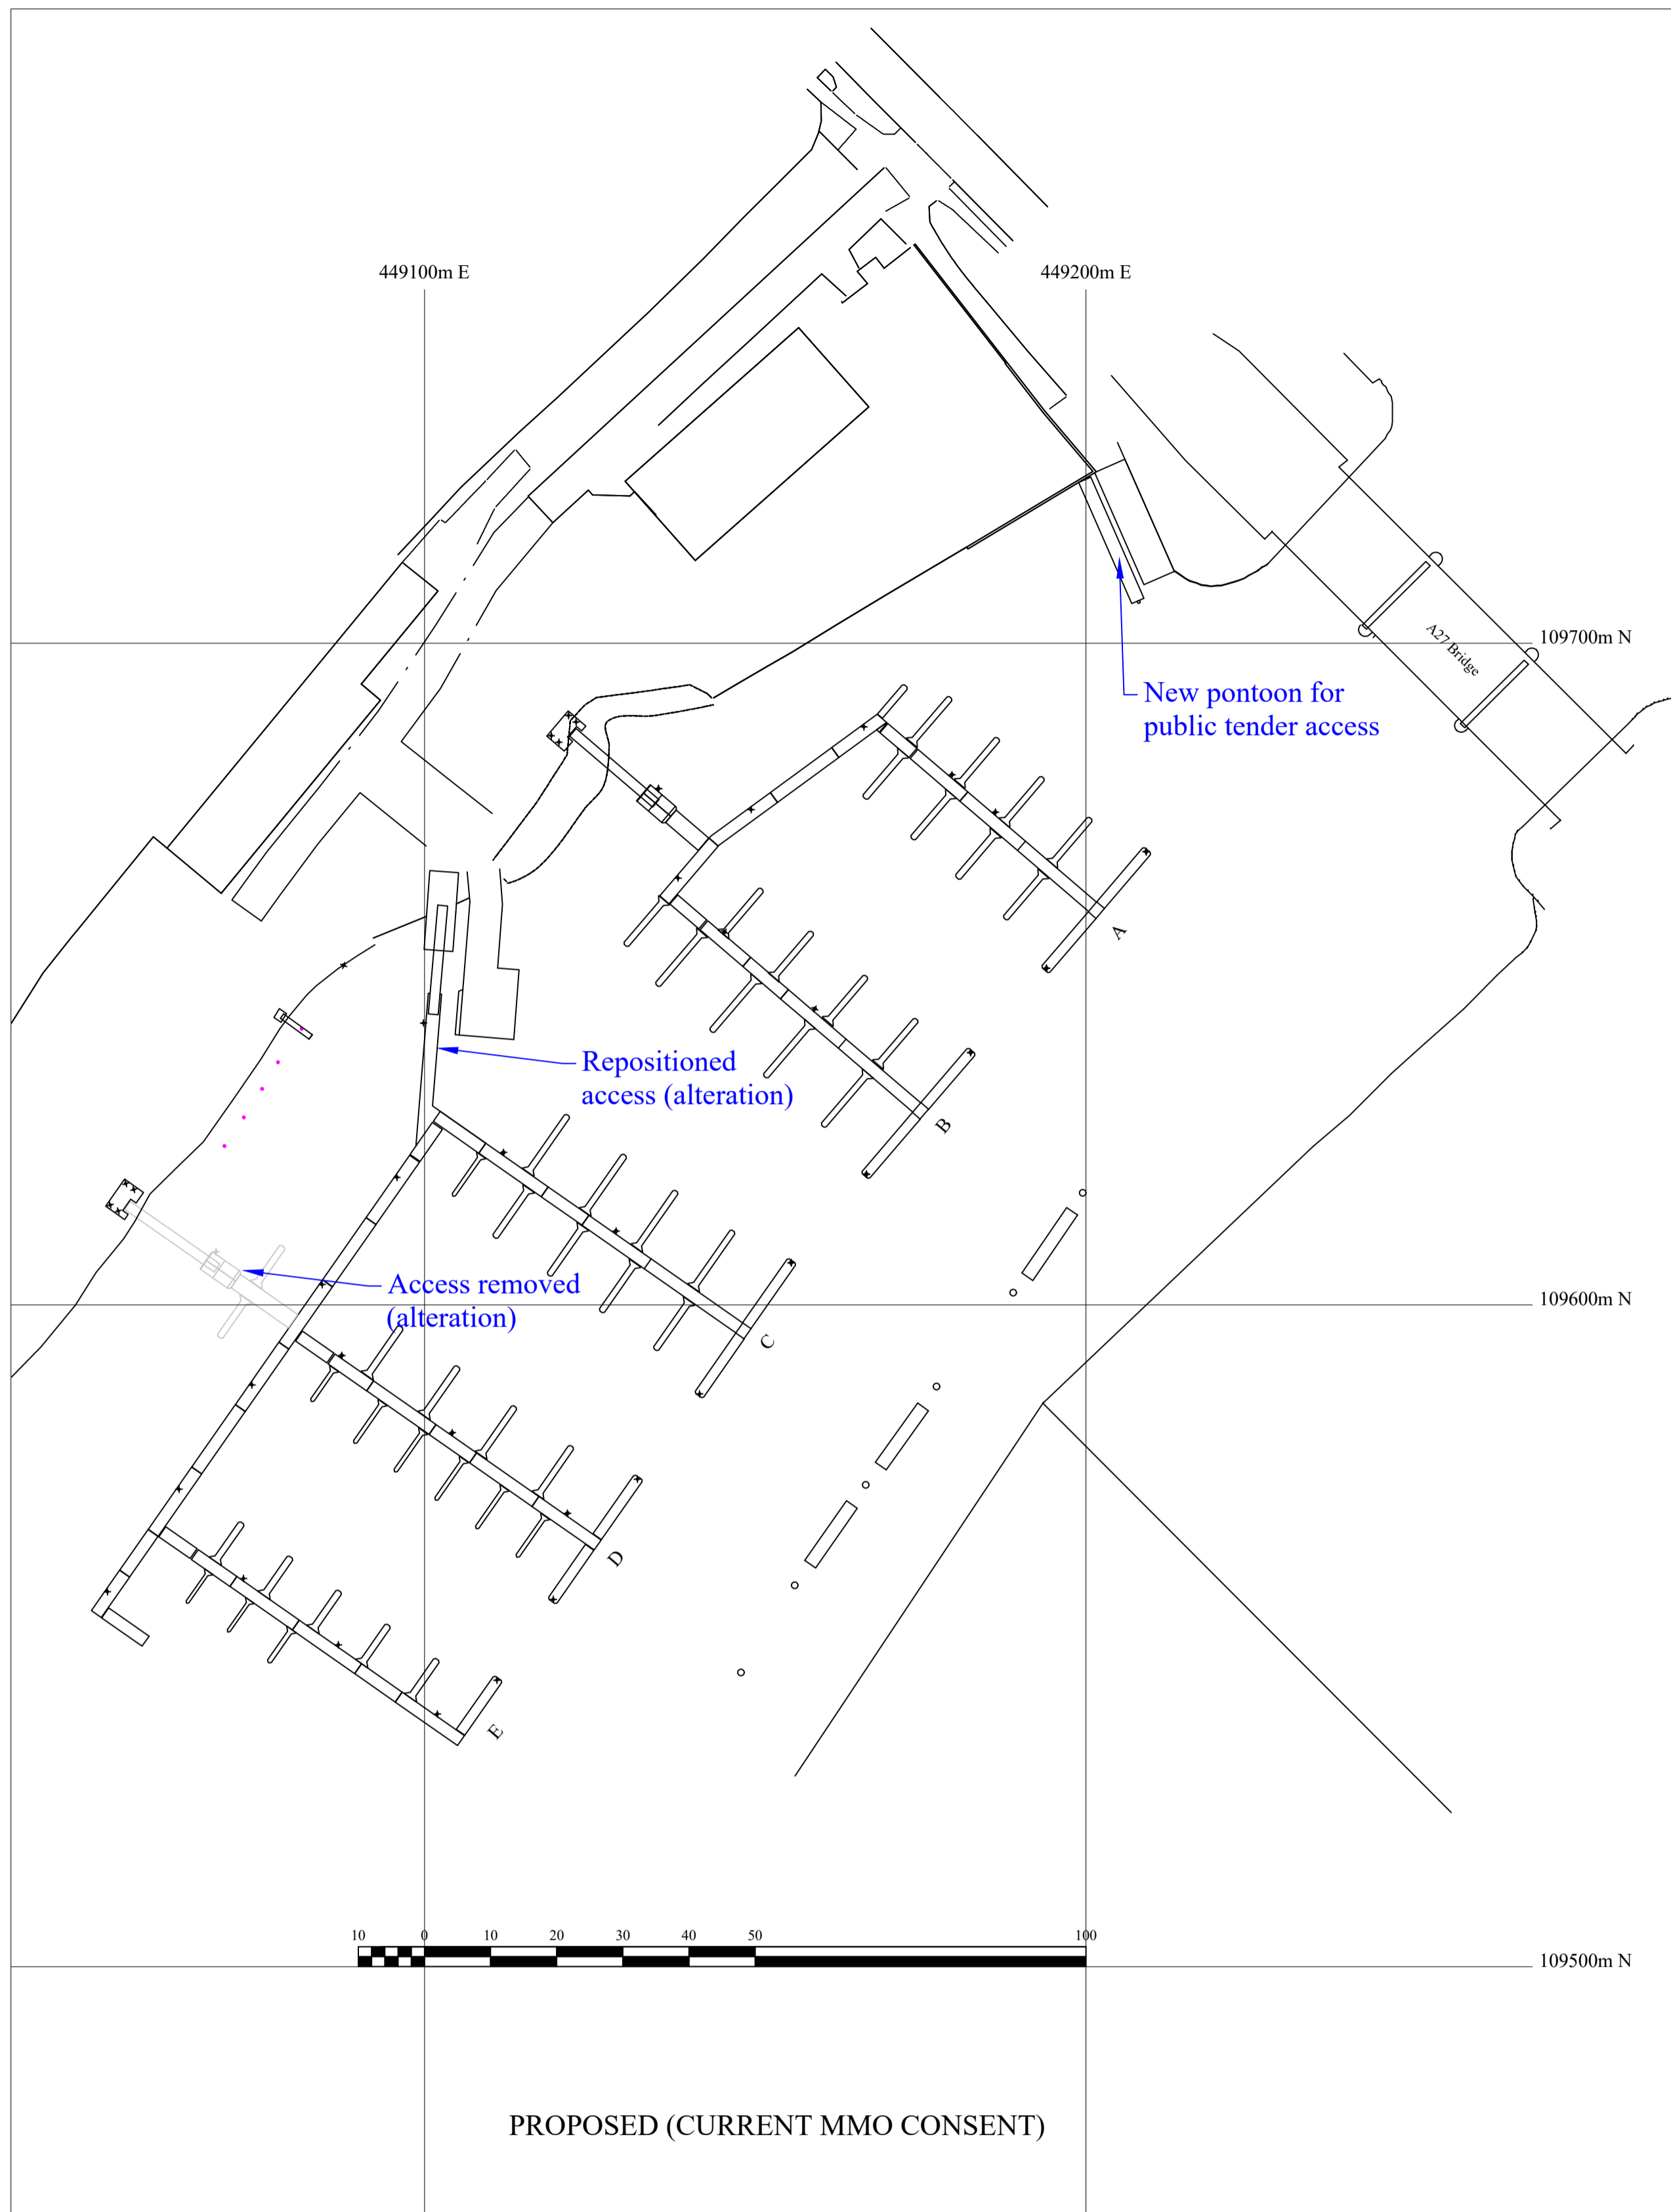 449100m E
449200m E
A27 Bridge
109700m N
New pontoon for
public tender access
A
Repositioned
access (alteration)
B
Access removed
(alteration)
109600m N
C
D
E
10 0 10 20 30 40 50 100
109500m N
PROPOSED (CURRENT MMO CONSENT)